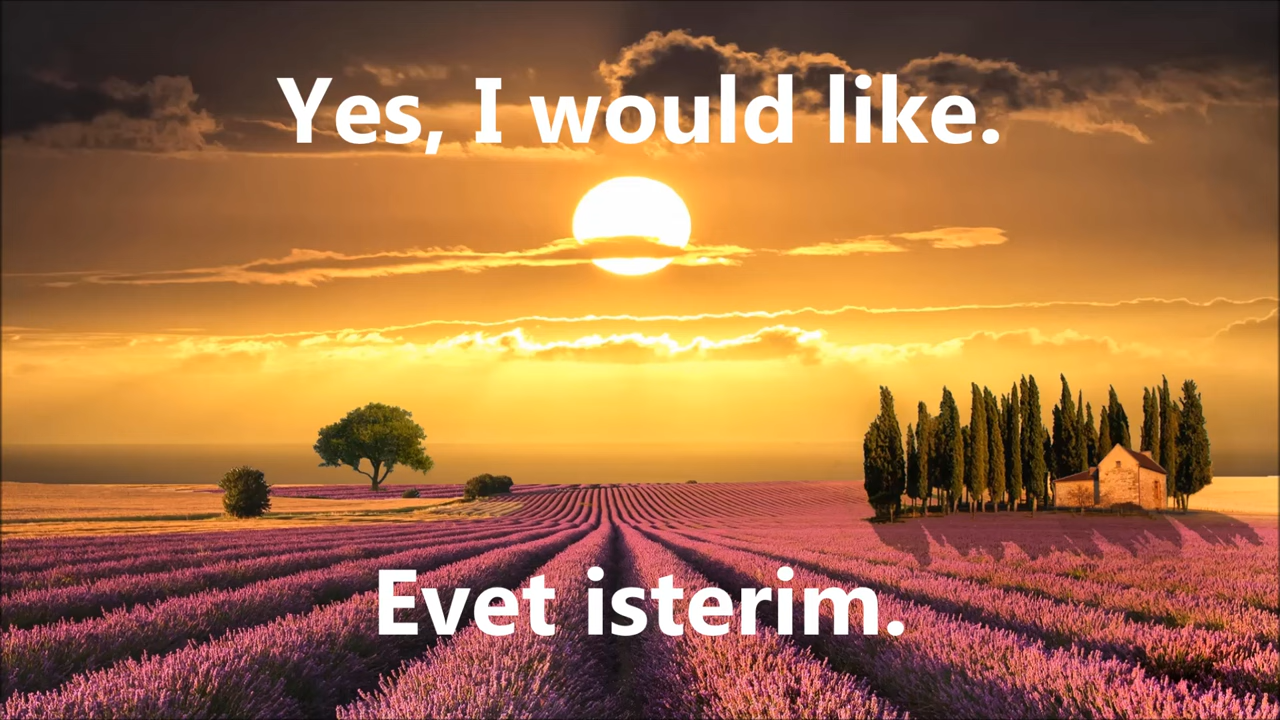 Yes, I would like.
Evet isterim.